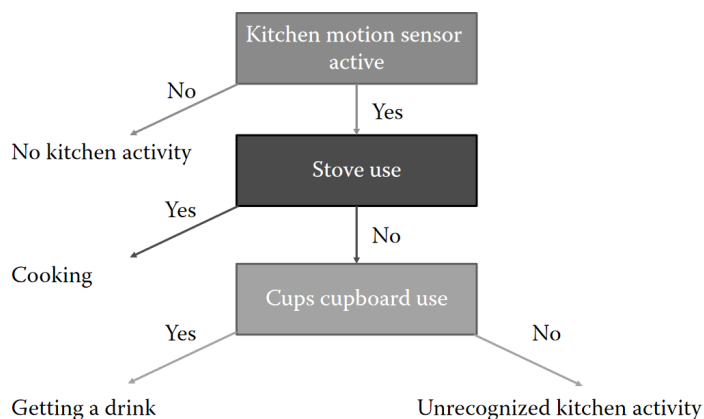 Kitchen motion sensor
active
No
Yes
No kitchen activity
Stove use
Yes
No
Cooking
Cups cupboard use
Yes
No
Getting a drink
Unrecognized kitchen activity